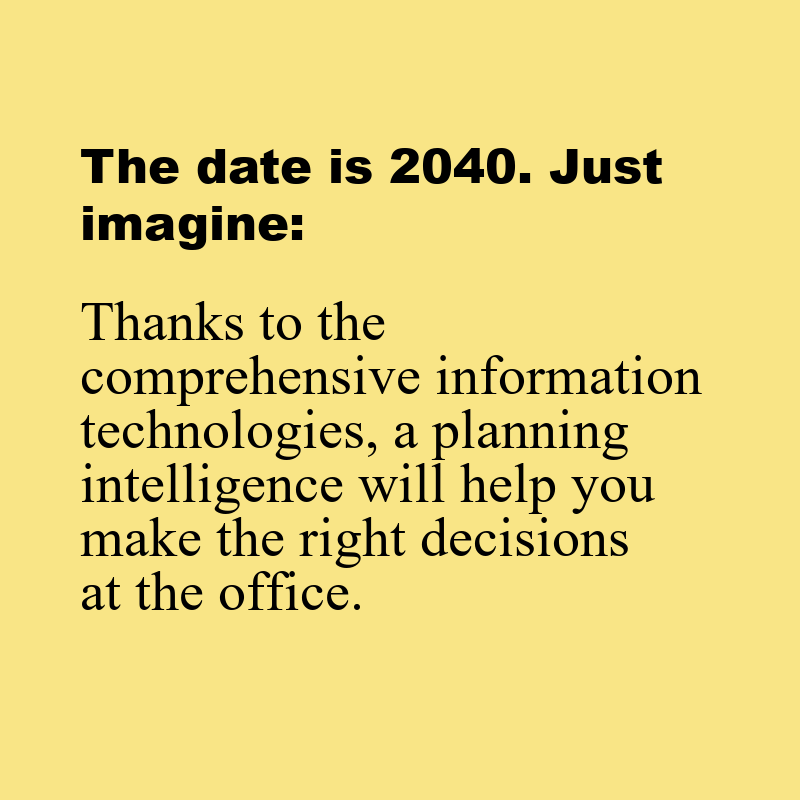 The date is 2040. Just
imagine:
Thanks to the
comprehensive information
technologies, a planning
intelligence will help you
make the right decisions
at the office.